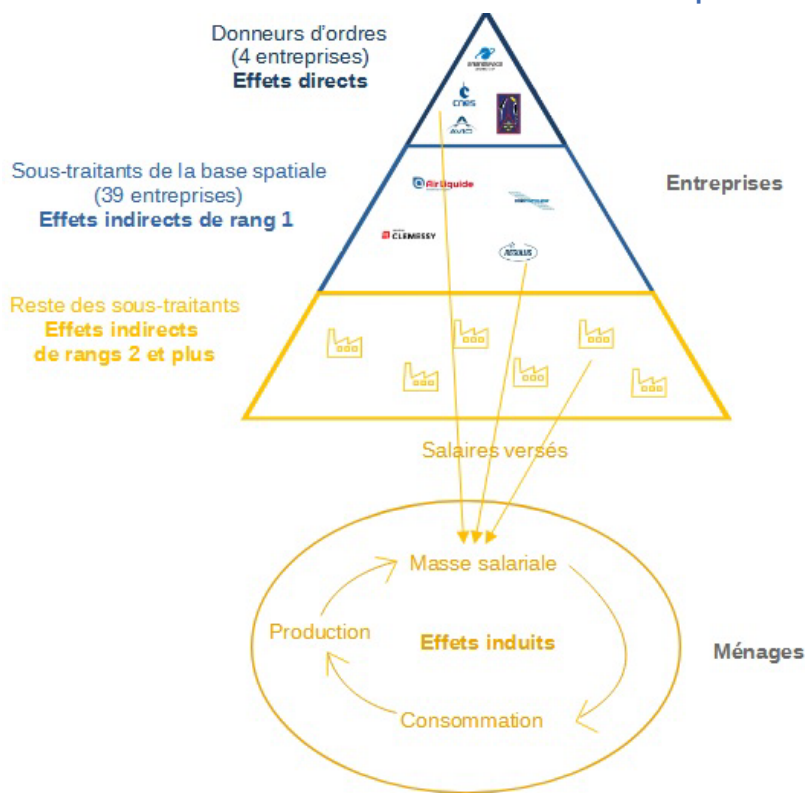 Donneurs d'ordres
(4 entreprises)
Effets directs
cnes
AVIO
Sous-traitants de la base spatiale
(39 entreprises)
Effets indirects de rang 1
Air Liquide
CLEMESSY
REGULUS
Entreprises
Reste des sous-traitants
Effets indirects
de rangs 2 et plus
Salaires versés
Masse salariale
Production
Effets induits
Consommation
Ménages